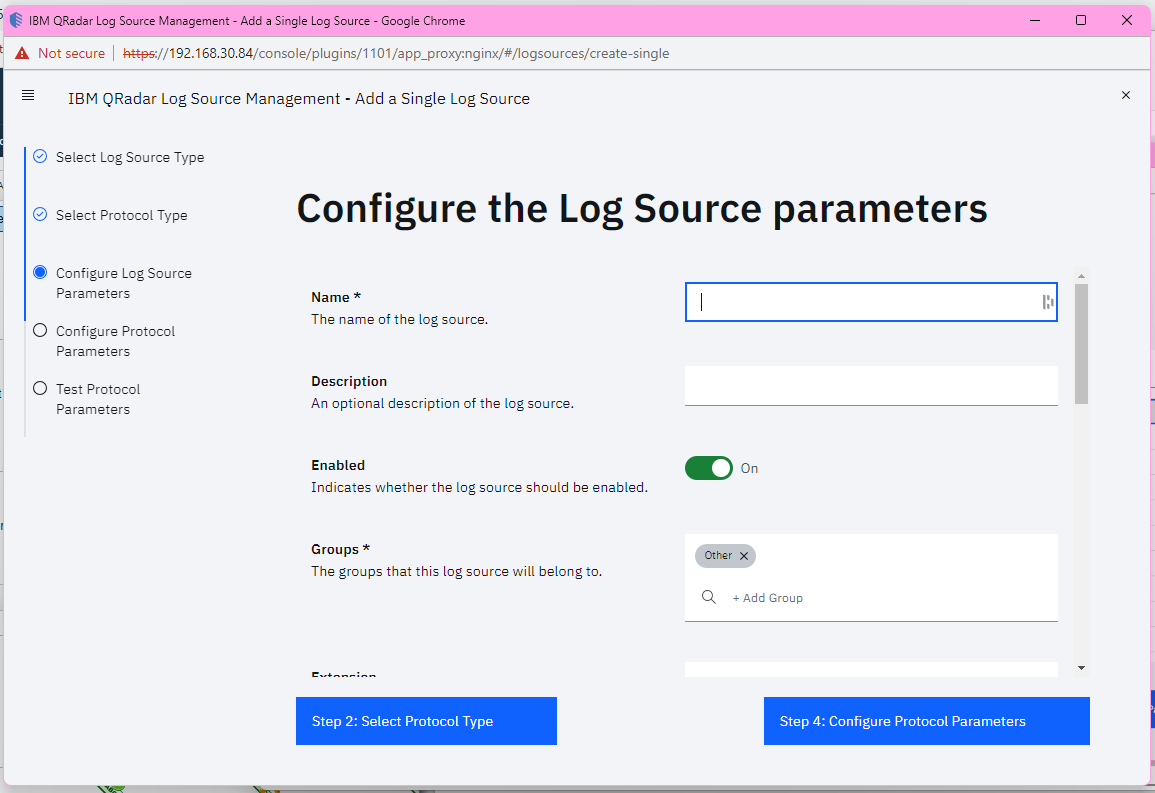 IBM QRadar Log Source Management - Add a Single Log Source - Google Chrome
Not secure https://192.168.30.84/console/plugins/1101/app_proxy:nginx/#/logsources/create-single
IBM QRadar Log Source Management - Add a Single Log Source
Select Log Source Type
Select Protocol Type
Configure Log Source
Parameters
Configure Protocol
Parameters
Test Protocol
Parameters
Configure the Log Source parameters
Name *
The name of the log source.
Description
An optional description of the log source.
Enabled
Indicates whether the log source should be enabled.
On
Groups *
The groups that this log source will belong to.
Other
+ Add Group
Extension
Step 2: Select Protocol Type
Step 4: Configure Protocol Parameters